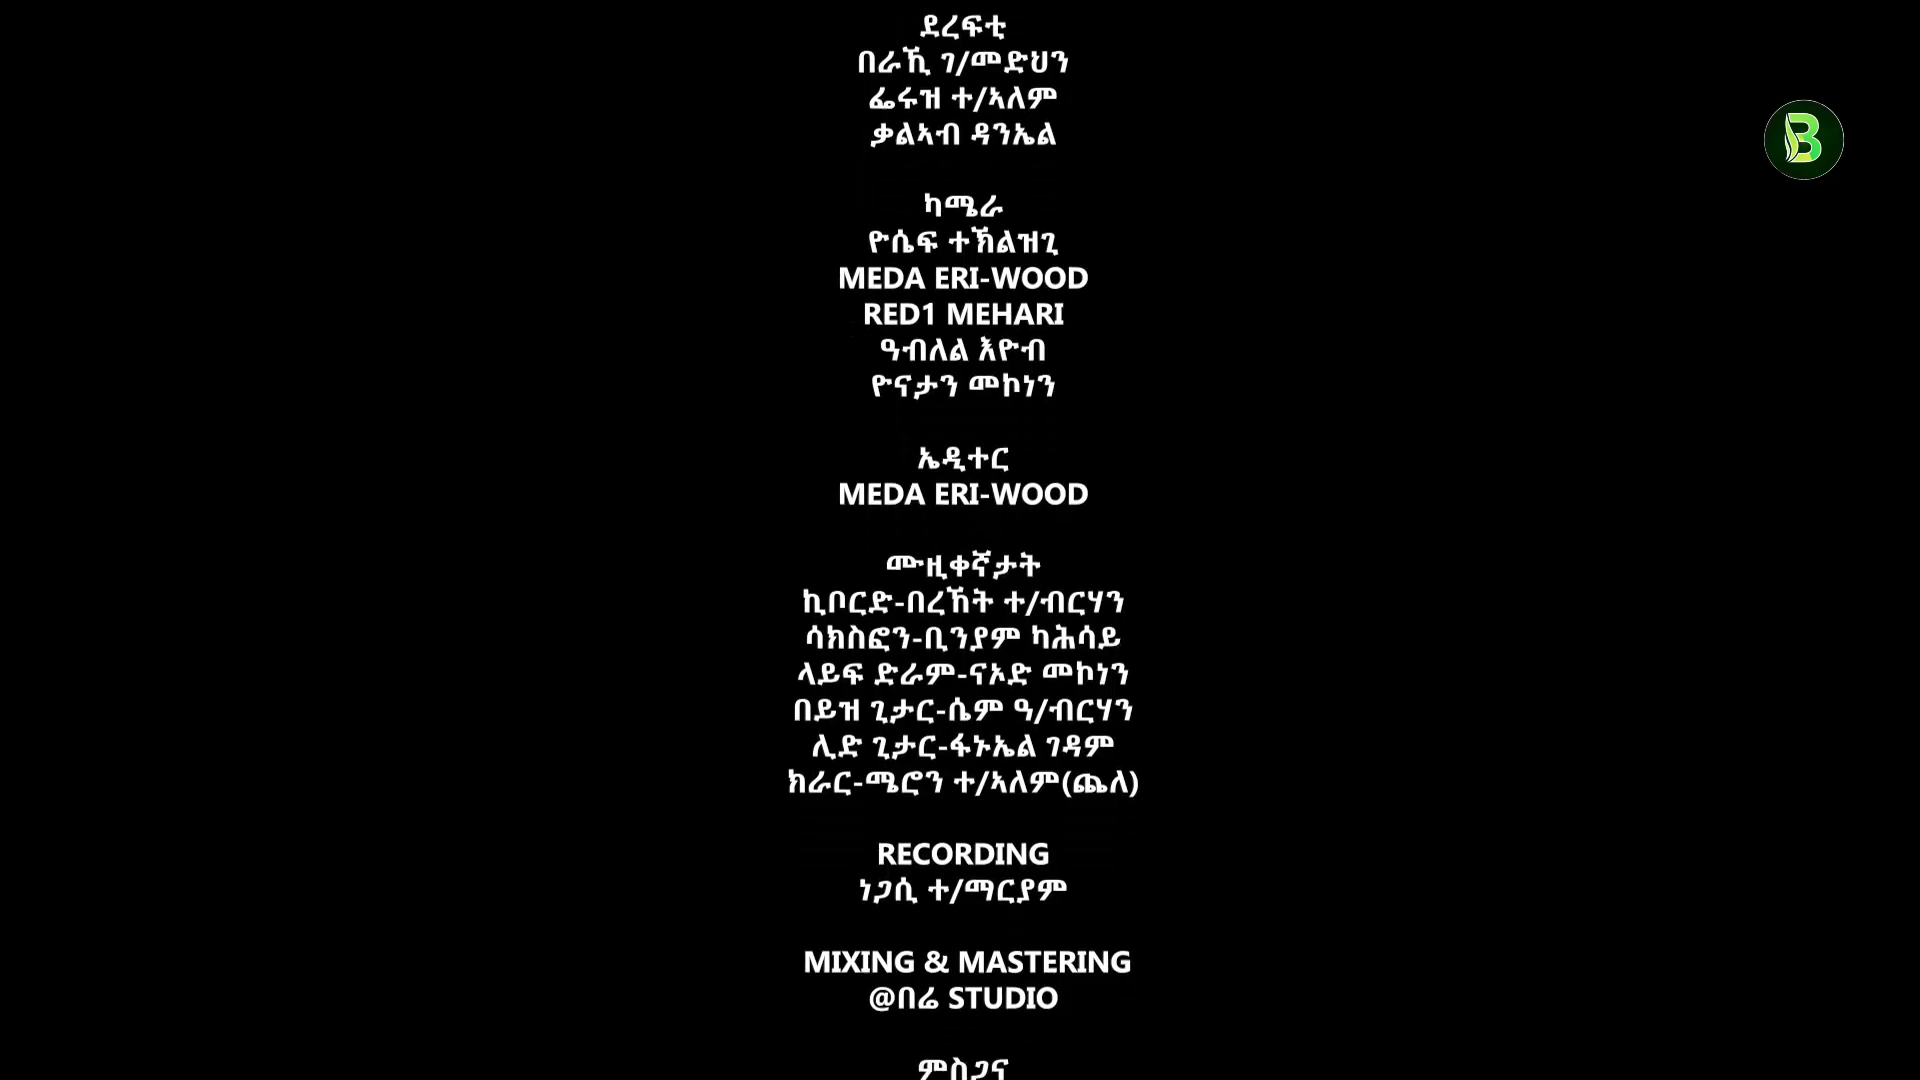 ደረፍቲ
በራኺ ገ/መድህን
ፌሩዝ ተ/ኣለም
ቃልኣብ ዳንኤል
ካሜራ
ዮሴፍ ተኽልዝጊ
MEDA ERI-WOOD
RED1 MEHARI
ዓብለል እዮብ
ዮናታን መኮነን
ኤዲተር
MEDA ERI-WOOD
ሙዚቀኛታት
ኪቦርድ-በረኸት ተ/ብርሃን
ሳክስፎን-ቢንያም ካሕሳይ
ላይፍ ድራም-ናኦድ መኮነን
በይዝ ጊታር-ሴም ዓ/ብርሃን
ሊድ ጊታር-ፋኑኤል ገዳም
ክራር-ሜሮን ተ/ኣለም(ጨለ)
RECORDING
ነጋሲ ተ/ማርያም
MIXING & MASTERING
@በሬ STUDIO
ምስጋና
B